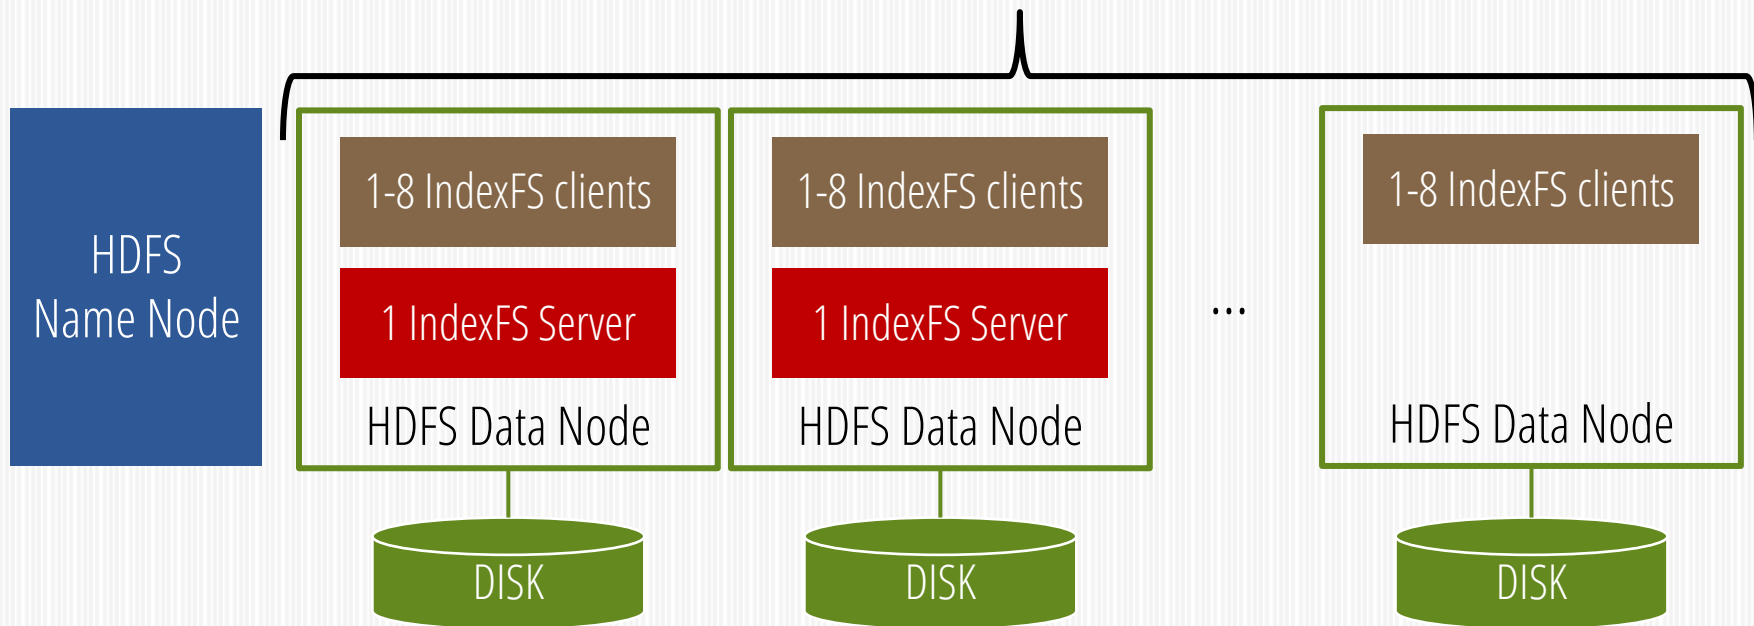 HDFS
Name Node
1-8 IndexFS clients
1 IndexFS Server
HDFS Data Node
DISK
1-8 IndexFS clients
1 IndexFS Server
HDFS Data Node
DISK
...
1-8 IndexFS clients
HDFS Data Node
DISK